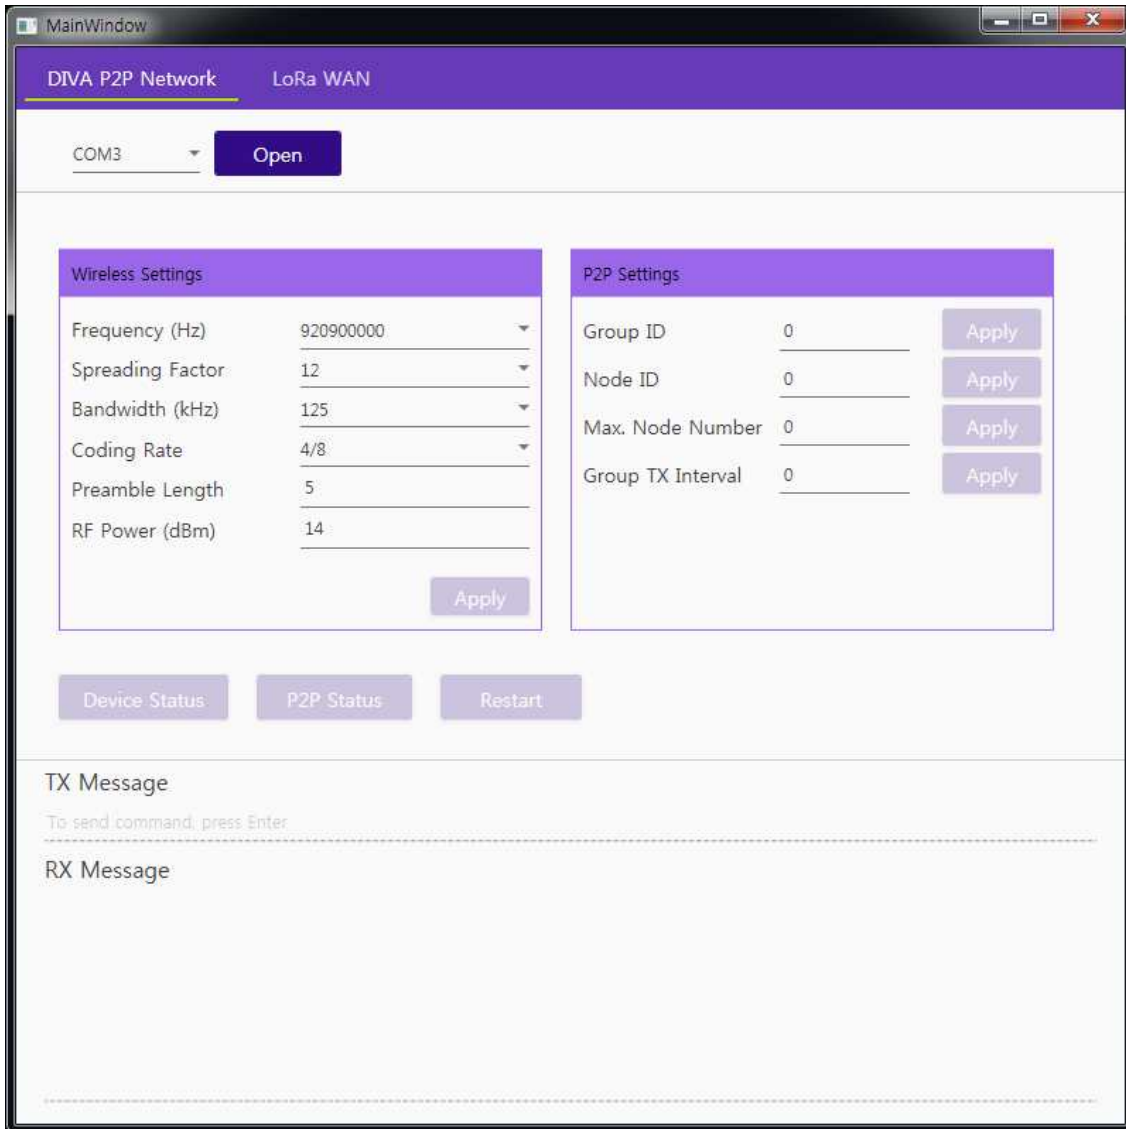 MainWindow
DIVA P2P Network LoRa WAN
COM3 Open
Wireless Settings
Frequency (Hz) 920900000
Spreading Factor 12
Bandwidth (kHz) 125
Coding Rate 4/8
Preamble Length 5
RF Power (dBm) 14
Apply
P2P Settings
Group ID 0 Apply
Node ID 0 Apply
Max. Node Number 0 Apply
Group TX Interval 0 Apply
Device Status P2P Status Restart
TX Message
To send command, press Enter
RX Message